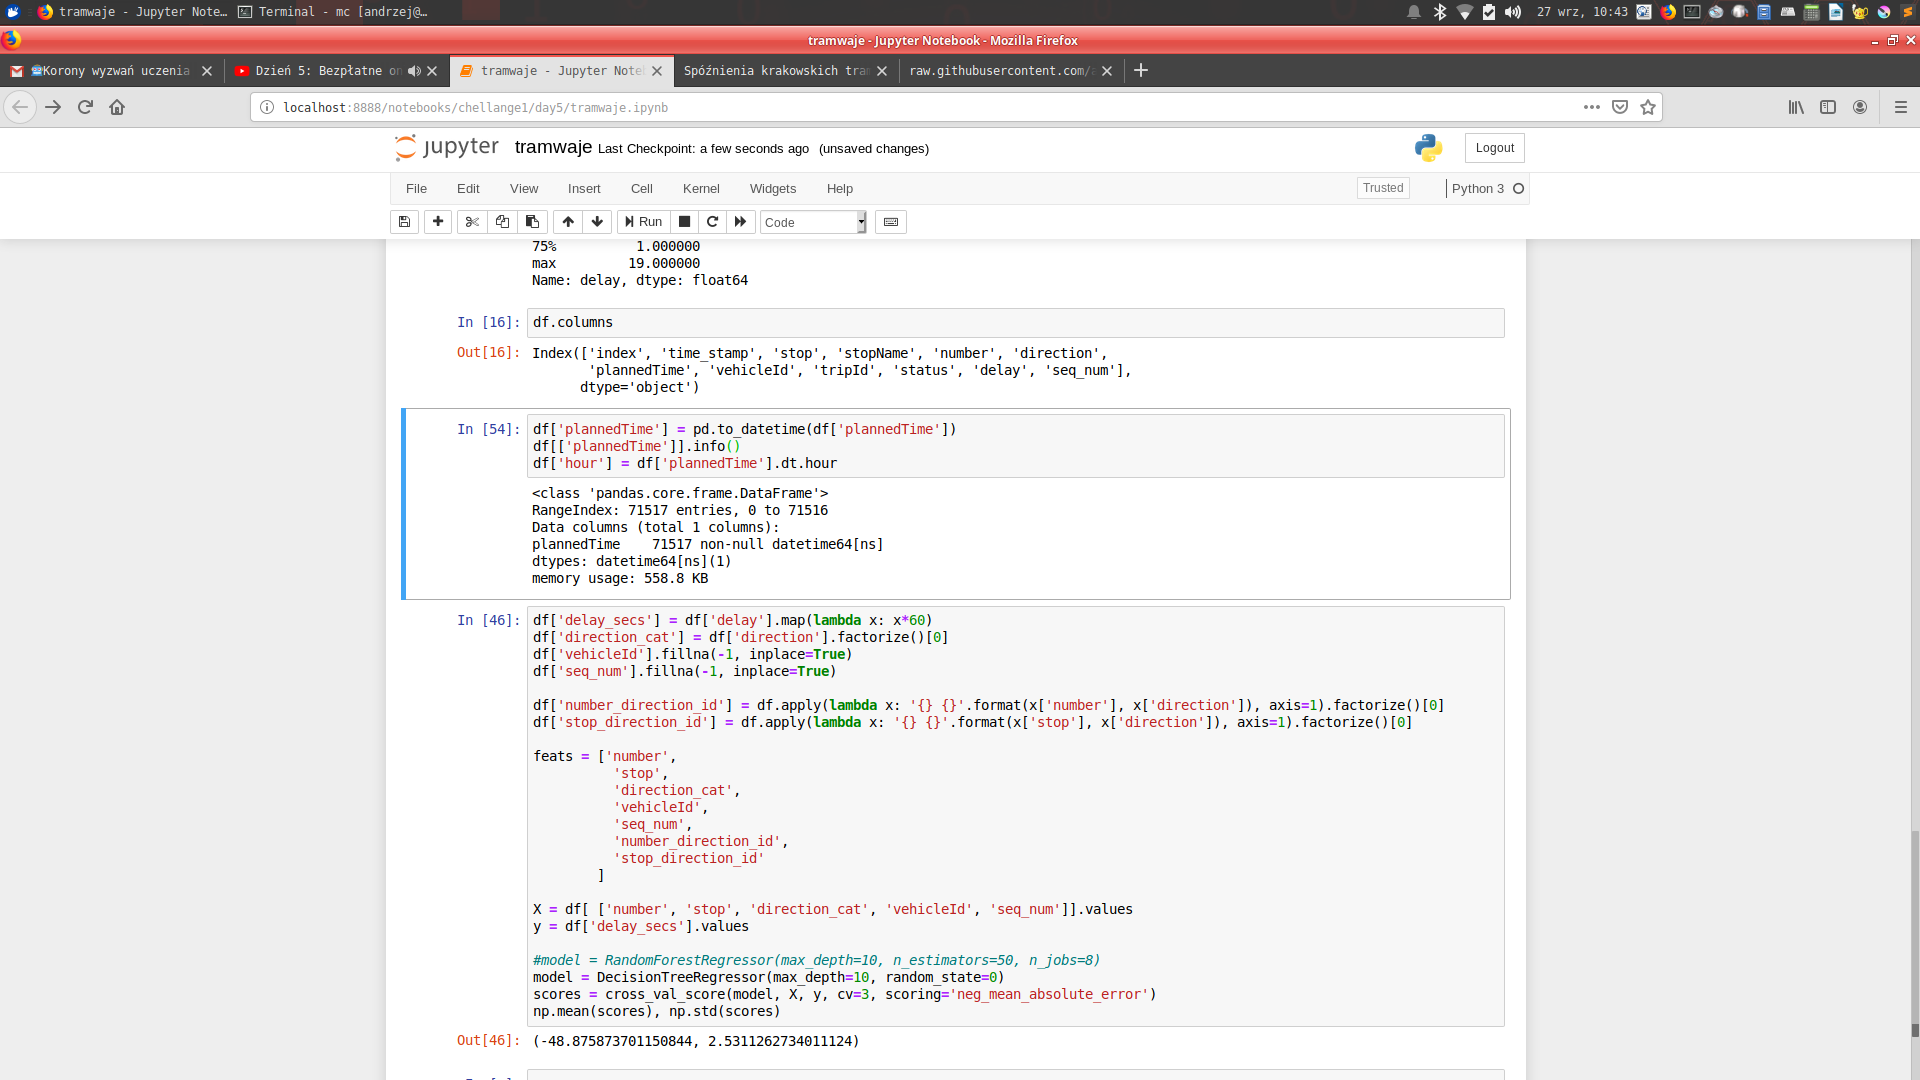 tramwaje - Jupyter Note… Terminal - mc [andrzej@… 27 wrz, 10:43
tramwaje - Jupyter Notebook - Mozilla Firefox
Korony wyzwań uczenia Dzień 5: Bezpłatne on tramwaje - Jupyter Noteb Spóźnienia krakowskich tram raw.githubusercontent.com/a
localhost:8888/notebooks/chellange1/day5/tramwaje.ipynb
jupyter tramwaje Last Checkpoint: a few seconds ago (unsaved changes) Logout
File Edit View Insert Cell Kernel Widgets Help Trusted Python 3
Run Code
75% 1.000000
max 19.000000
Name: delay, dtype: float64
In [16]: df.columns
Out[16]: Index(['index', 'time_stamp', 'stop', 'stopName', 'number', 'direction',
'plannedTime', 'vehicleId', 'tripId', 'status', 'delay', 'seq_num'],
dtype='object')
In [54]: df['plannedTime'] = pd.to_datetime(df['plannedTime'])
df[['plannedTime']].info()
df['hour'] = df['plannedTime'].dt.hour
<class 'pandas.core.frame.DataFrame'>
RangeIndex: 71517 entries, 0 to 71516
Data columns (total 1 columns):
plannedTime    71517 non-null datetime64[ns]
dtypes: datetime64[ns](1)
memory usage: 558.8 KB
In [46]: df['delay_secs'] = df['delay'].map(lambda x: x*60)
df['direction_cat'] = df['direction'].factorize()[0]
df['vehicleId'].fillna(-1, inplace=True)
df['seq_num'].fillna(-1, inplace=True)
df['number_direction_id'] = df.apply(lambda x: '{} {}'.format(x['number'], x['direction']), axis=1).factorize()[0]
df['stop_direction_id'] = df.apply(lambda x: '{} {}'.format(x['stop'], x['direction']), axis=1).factorize()[0]
feats = ['number',
'stop',
'direction_cat',
'vehicleId',
'seq_num',
'number_direction_id',
'stop_direction_id'
]
X = df[ ['number', 'stop', 'direction_cat', 'vehicleId', 'seq_num']].values
y = df['delay_secs'].values
#model = RandomForestRegressor(max_depth=10, n_estimators=50, n_jobs=8)
model = DecisionTreeRegressor(max_depth=10, random_state=0)
scores = cross_val_score(model, X, y, cv=3, scoring='neg_mean_absolute_error')
np.mean(scores), np.std(scores)
Out[46]: (-48.875873701150844, 2.5311262734011124)